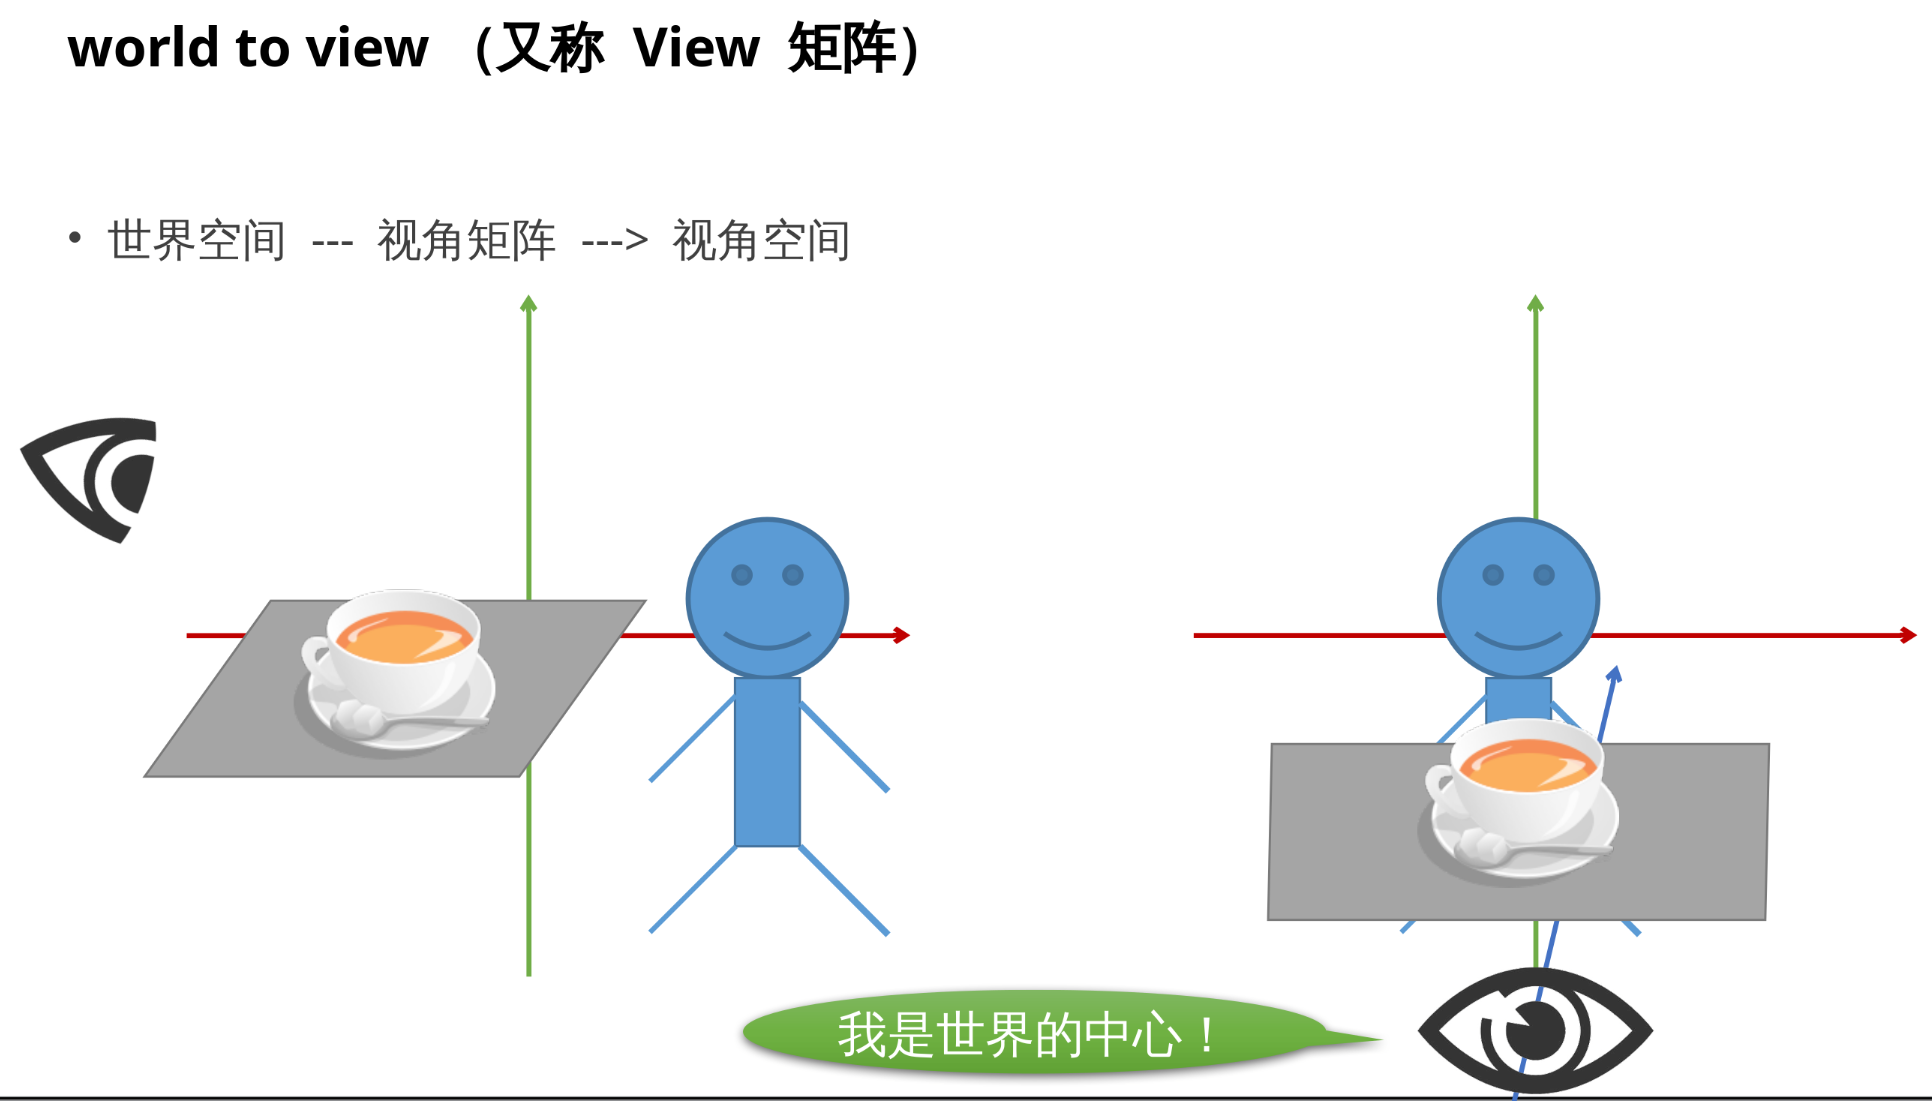 world to view （又称 View 矩阵）
• 世界空间 --- 视角矩阵 ---> 视角空间
我是世界的中心！